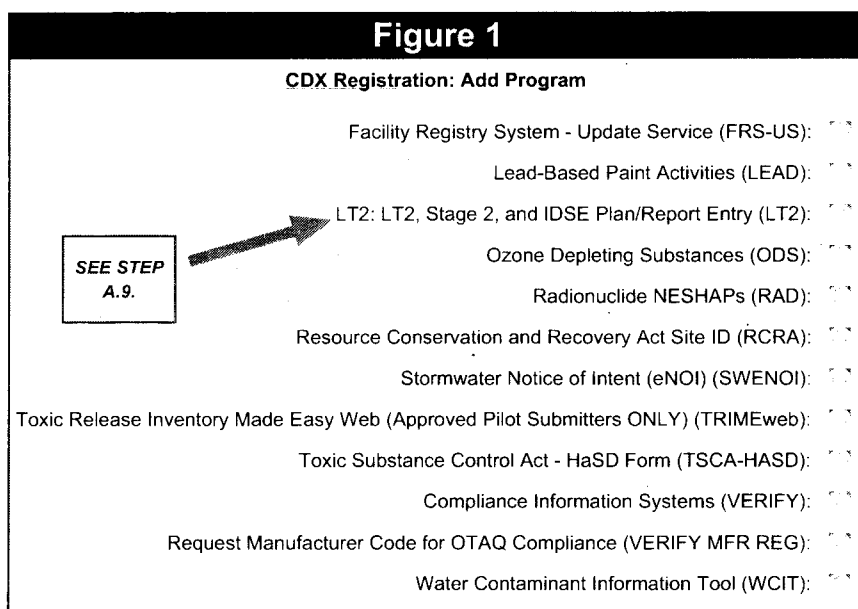 Figure 1
CDX Registration: Add Program
Facility Registry System - Update Service (FRS-US):
Lead-Based Paint Activities (LEAD):
LT2: LT2, Stage 2, and IDSE Plan/Report Entry (LT2):
SEE STEP
A.9.
Ozone Depleting Substances (ODS):
Radionuclide NESHAPs (RAD):
Resource Conservation and Recovery Act Site ID (RCRA):
Stormwater Notice of Intent (eNOI) (SWENOI):
Toxic Release Inventory Made Easy Web (Approved Pilot Submitters ONLY) (TRIMEweb):
Toxic Substance Control Act - HaSD Form (TSCA-HASD):
Compliance Information Systems (VERIFY):
Request Manufacturer Code for OTAQ Compliance (VERIFY MFR REG):
Water Contaminant Information Tool (WCIT):